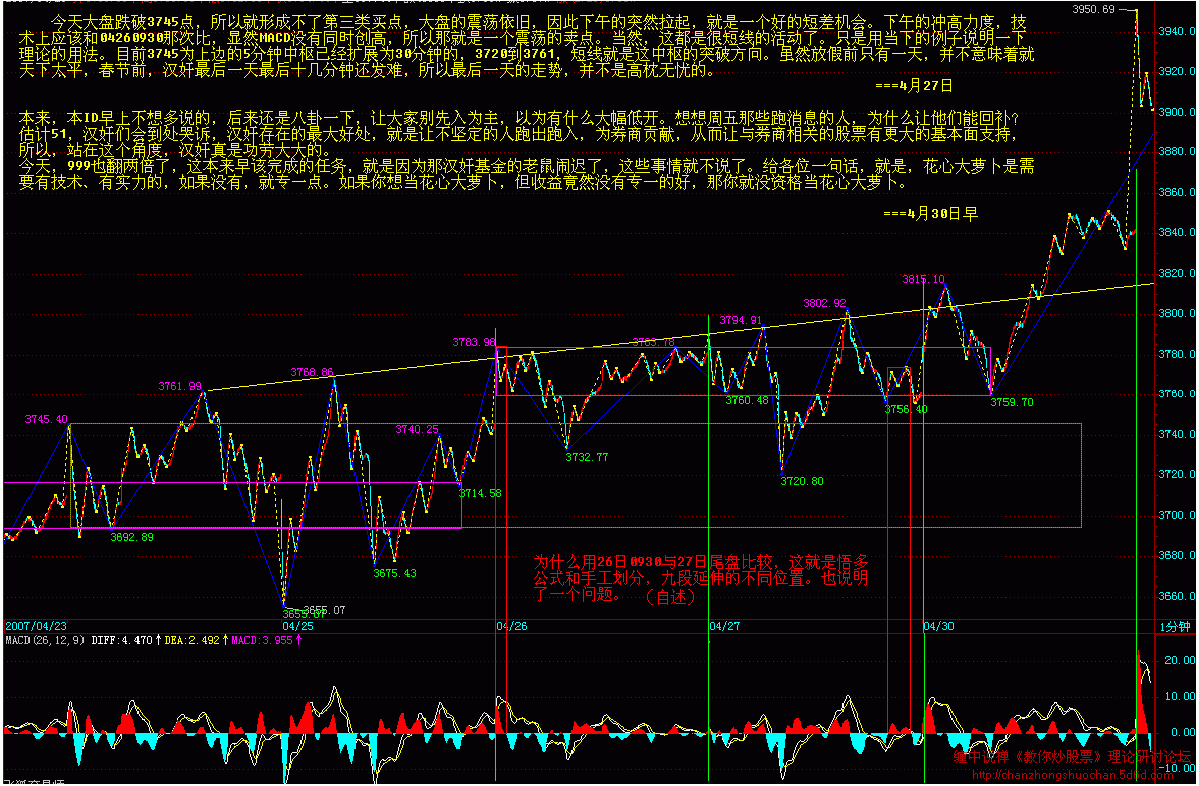 3950.69
今天大盘跌破3745点，所以就形成不了第三类买点，大盘的震荡依旧，因此下午的突然拉起，就是一个好的短差机会。下午的冲高力度，技
术上应该和04260930那次比，显然MACD没有同时创高，所以那就是一个震荡的卖点。当然，这都是很短线的活动了。只是用当下的例子说明一下
理论的用法。目前3745为上边的5分钟中枢已经扩展为30分钟的，3720到3761，短线就是这中枢的突破方向。虽然放假前只有一天，并不意味着就
天下太平，春节前，汉奸最后一天最后十几分钟还发难，所以最后一天的走势，并不是高枕无忧的。
===4月27日
本来，本ID早上不想多说的，后来还是八卦一下，让大家别先入为主，以为有什么大幅低开。想想周五那些跑消息的人，为什么让他们能回补？
估计51，汉奸们会到处哭诉，汉奸存在的最大好处，就是让不坚定的人跑出跑入，为券商贡献，从而让与券商相关的股票有更大的基本面支持，
所以，站在这个角度，汉奸真是功劳大大的。
今天，999也翻两倍了，这本来早该完成的任务，就是因为那汉奸基金的老鼠闹迟了，这些事情就不说了。给各位一句话，就是，花心大萝卜是需
要有技术、有实力的，如果没有，就专一点。如果你想当花心大萝卜，但收益竟然没有专一的好，那你就没资格当花心大萝卜。
===4月30日早
3940.0
3920.0
3900.0
3880.0
3860.0
3840.0
3820.0
3800.0
3780.0
3760.0
3740.0
3720.0
3700.0
3680.0
3660.0
3745.40
3692.89
3761.99
3655.07
3655.07
3768.86
3675.43
3740.25
3714.58
3783.98
3732.77
3783.78
3794.91
3760.48
3720.80
3802.92
3756.40
3815.10
3759.70
为什么用26日0930与27日尾盘比较，这就是悟多
公式和手工划分，九段延伸的不同位置。也说明
了一个问题。（自述）
2007/04/23
04/25
04/26
04/27
04/30
1分钟
MACD(26,12,9) DIFF:4.470↑DEA:2.492↑MACD:3.955↑
20.00
10.00
0.00
-10.00
缠中说禅《教你炒股票》理论研讨论坛
http://chanzhongshuochan.5d6d.com